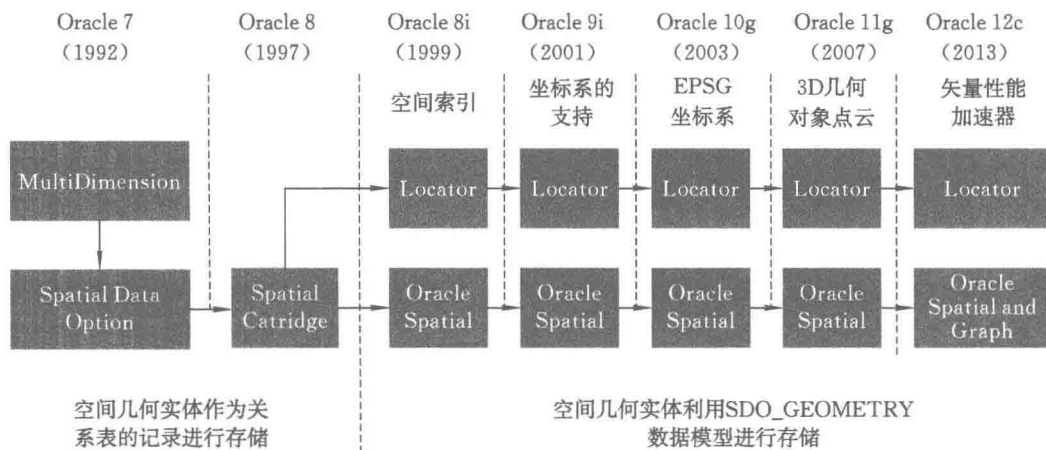 Oracle 7
(1992)
Oracle 8
(1997)
Oracle 8i
(1999)
Oracle 9i
(2001)
Oracle 10g
(2003)
Oracle 11g
(2007)
Oracle 12c
(2013)
空间索引
坐标系的
支持
EPSG
坐标系
3D几何
对象点云
矢量性能
加速器
MultiDimension
Locator
Locator
Locator
Locator
Locator
Spatial Data
Option
Spatial
Catridge
Oracle
Spatial
Oracle
Spatial
Oracle
Spatial
Oracle
Spatial
Oracle
Spatial and
Graph
空间几何实体作为关
系表的记录进行存储
空间几何实体利用SDO_GEOMETRY
数据模型进行存储